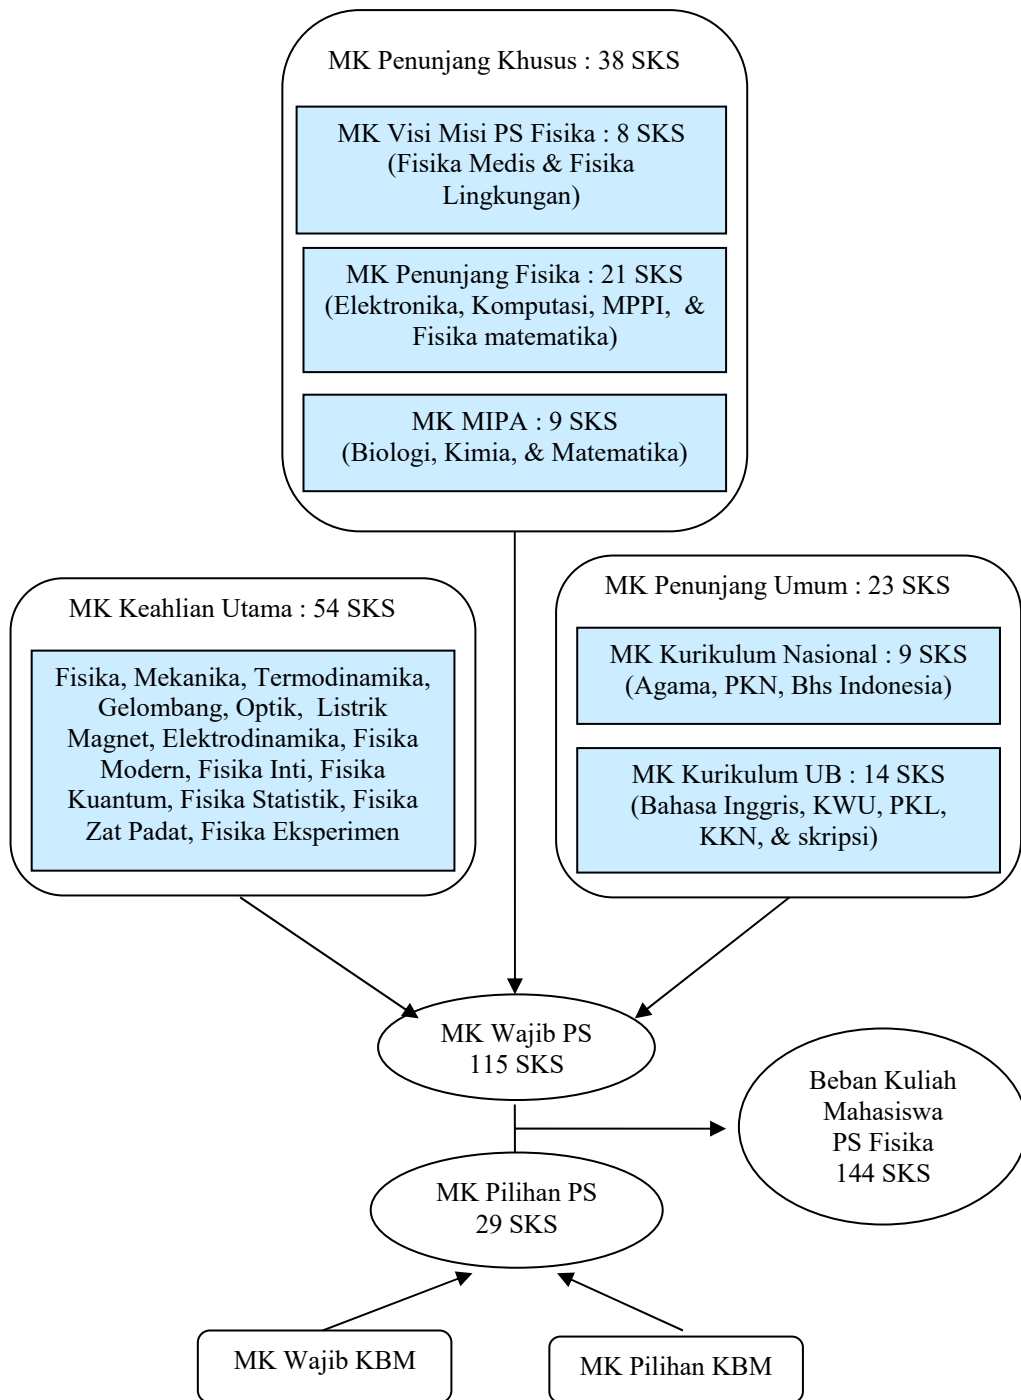 MK Penunjang Khusus : 38 SKS
MK Visi Misi PS Fisika : 8 SKS
(Fisika Medis & Fisika
Lingkungan)
MK Penunjang Fisika : 21 SKS
(Elektronika, Komputasi, MPPI, &
Fisika matematika)
MK MIPA : 9 SKS
(Biologi, Kimia, & Matematika)
MK Keahlian Utama : 54 SKS
Fisika, Mekanika, Termodinamika,
Gelombang, Optik, Listrik
Magnet, Elektrodinamika, Fisika
Modern, Fisika Inti, Fisika
Kuantum, Fisika Statistik, Fisika
Zat Padat, Fisika Eksperimen
MK Penunjang Umum : 23 SKS
MK Kurikulum Nasional : 9 SKS
(Agama, PKN, Bhs Indonesia)
MK Kurikulum UB : 14 SKS
(Bahasa Inggris, KWU, PKL,
KKN, & skripsi)
MK Wajib PS
115 SKS
Beban Kuliah
Mahasiswa
PS Fisika
144 SKS
MK Pilihan PS
29 SKS
MK Wajib KBM
MK Pilihan KBM